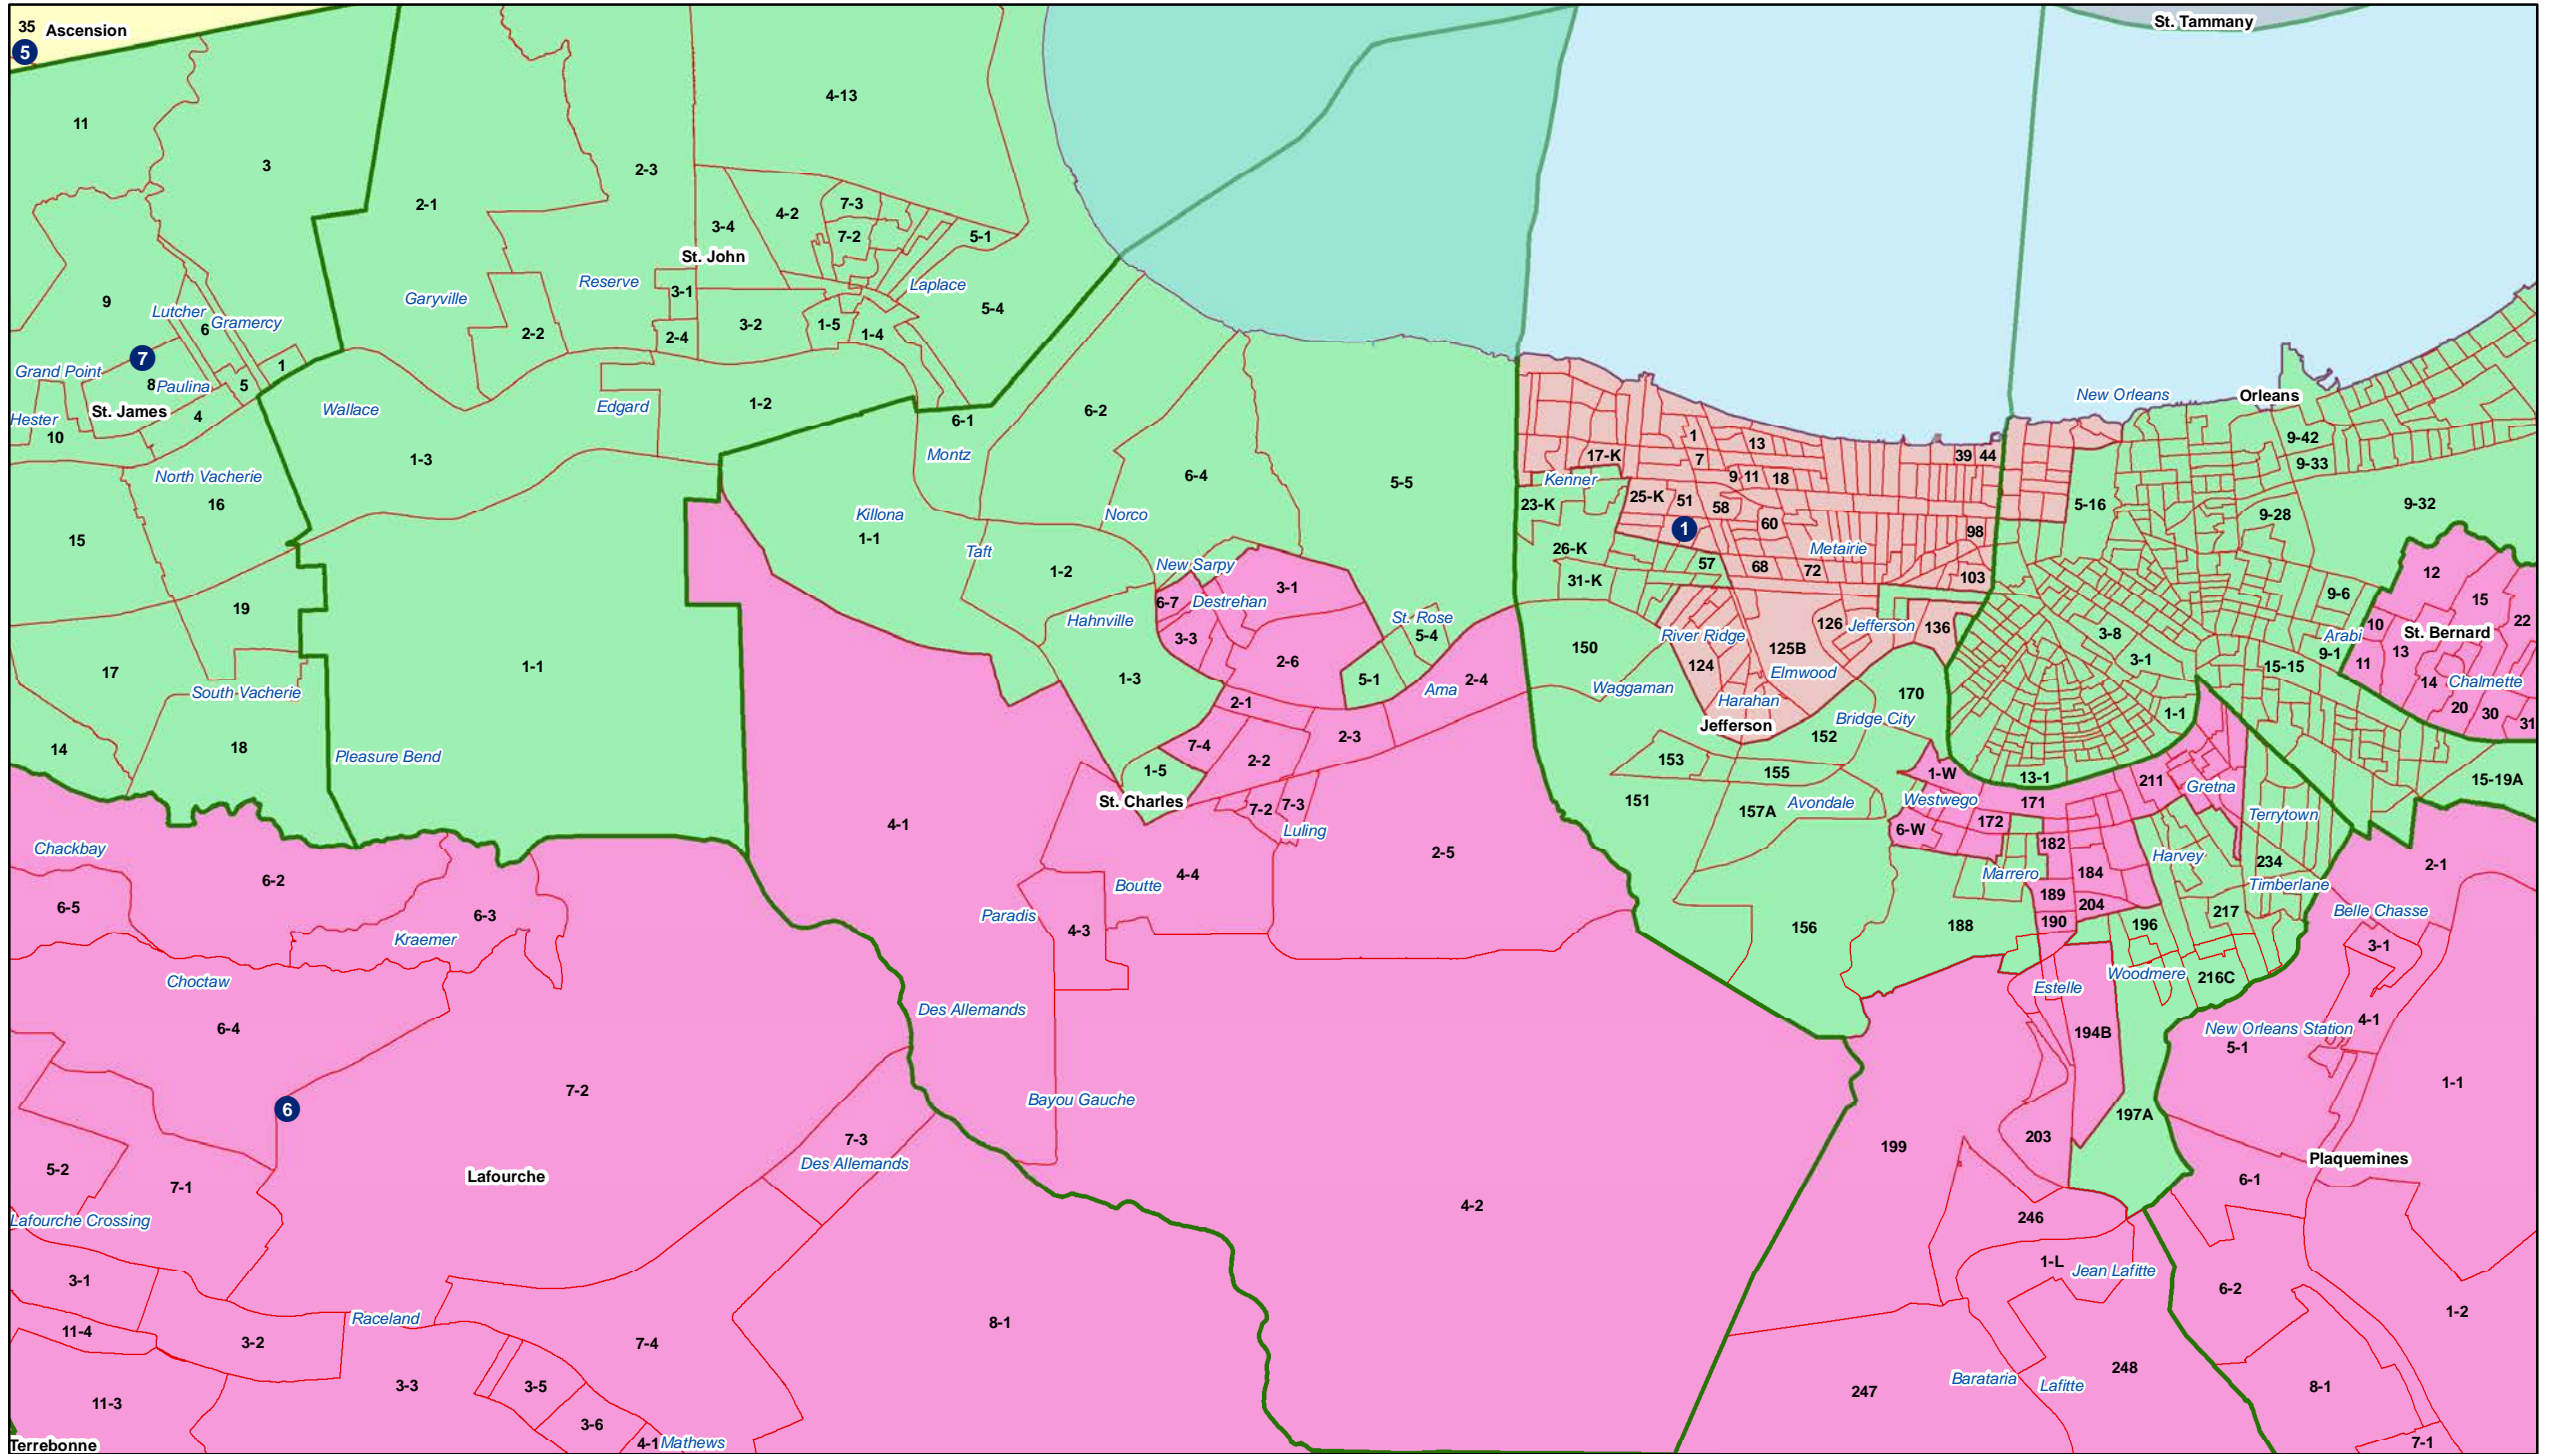 35 Ascension
5
St. Tammany
11
3
2-1
2-3
4-13
3-4
4-2
7-3
7-2
5-1
St. John
Reserve
Garyville
3-1
Laplace
9
Lutcher
6
Gramercy
2-2
2-4
3-2
1-5
1-4
5-4
7
Grand Point
8
Paulina
5
1
St. James
4
Hester
10
Wallace
Edgard
1-2
6-1
6-2
Montz
1-3
North Vacherie
16
15
6-4
5-5
Killona
1-1
Norco
Taft
1-2
New Sarpy
3-1
6-7
Destrehan
Hahnville
3-3
St. Rose
5-4
2-6
19
17
1-1
South Vacherie
1-3
5-1
Ama
2-4
2-1
14
18
Pleasure Bend
7-4
2-2
2-3
1-5
St. Charles
7-2
7-3
Luling
4-1
2-5
Chackbay
6-2
6-5
6-3
Kraemer
Boutte
4-4
Paradis
4-3
Choctaw
6-4
Des Allemands
6
7-2
Bayou Gauche
7-3
Des Allemands
5-2
7-1
Lafourche
4-2
Lafourche Crossing
3-1
11-4
3-2
Raceland
7-4
8-1
3-3
3-5
11-3
3-6
4-1
Mathews
Terrebonne
New Orleans
Orleans
1
13
17-K
7
39
44
9-42
9-33
Kenner
9
11
18
25-K
51
58
23-K
5-16
9-32
9-28
60
1
98
26-K
Metairie
57
68
72
31-K
103
12
15
9-6
126
Jefferson
136
22
10
St. Bernard
River Ridge
150
125B
3-8
Arabi
9-1
13
11
124
Elmwood
3-1
15-15
14
Chalmette
Waggaman
Harahan
170
1-1
20
30
31
Jefferson
Bridge City
152
153
155
1-W
13-1
211
Gretna
15-19A
151
157A
Avondale
Westwego
171
Terrytown
6-W
172
182
Harvey
234
2-1
Marrero
184
189
204
Timberlane
Belle Chasse
156
188
190
196
217
3-1
Estelle
Woodmere
216C
194B
New Orleans Station
4-1
5-1
1-1
197A
199
203
Plaquemines
6-1
246
1-L
Jean Lafitte
6-2
1-2
Barataria
Lafitte
248
247
8-1
7-1